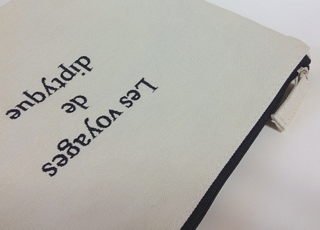 Les voyages
de
diptyque